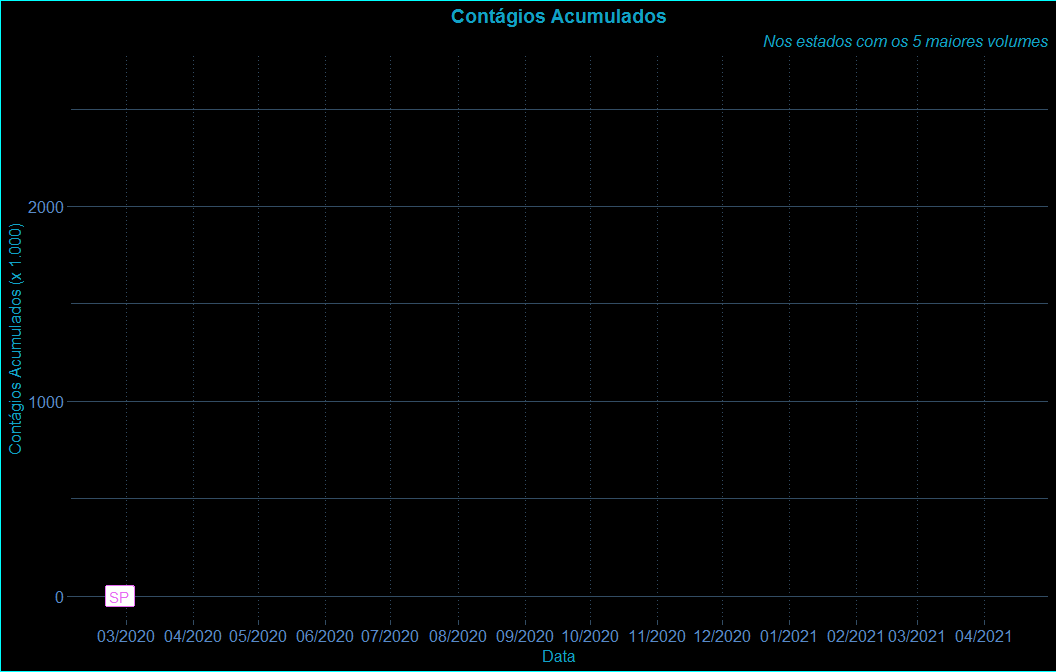 Contágios Acumulados
Nos estados com os 5 maiores volumes
Contágios Acumulados (x 1.000)
2000
1000
0
SP
03/2020 04/2020 05/2020 06/2020 07/2020 08/2020 09/2020 10/2020 11/2020 12/2020 01/2021 02/2021 03/2021 04/2021
Data